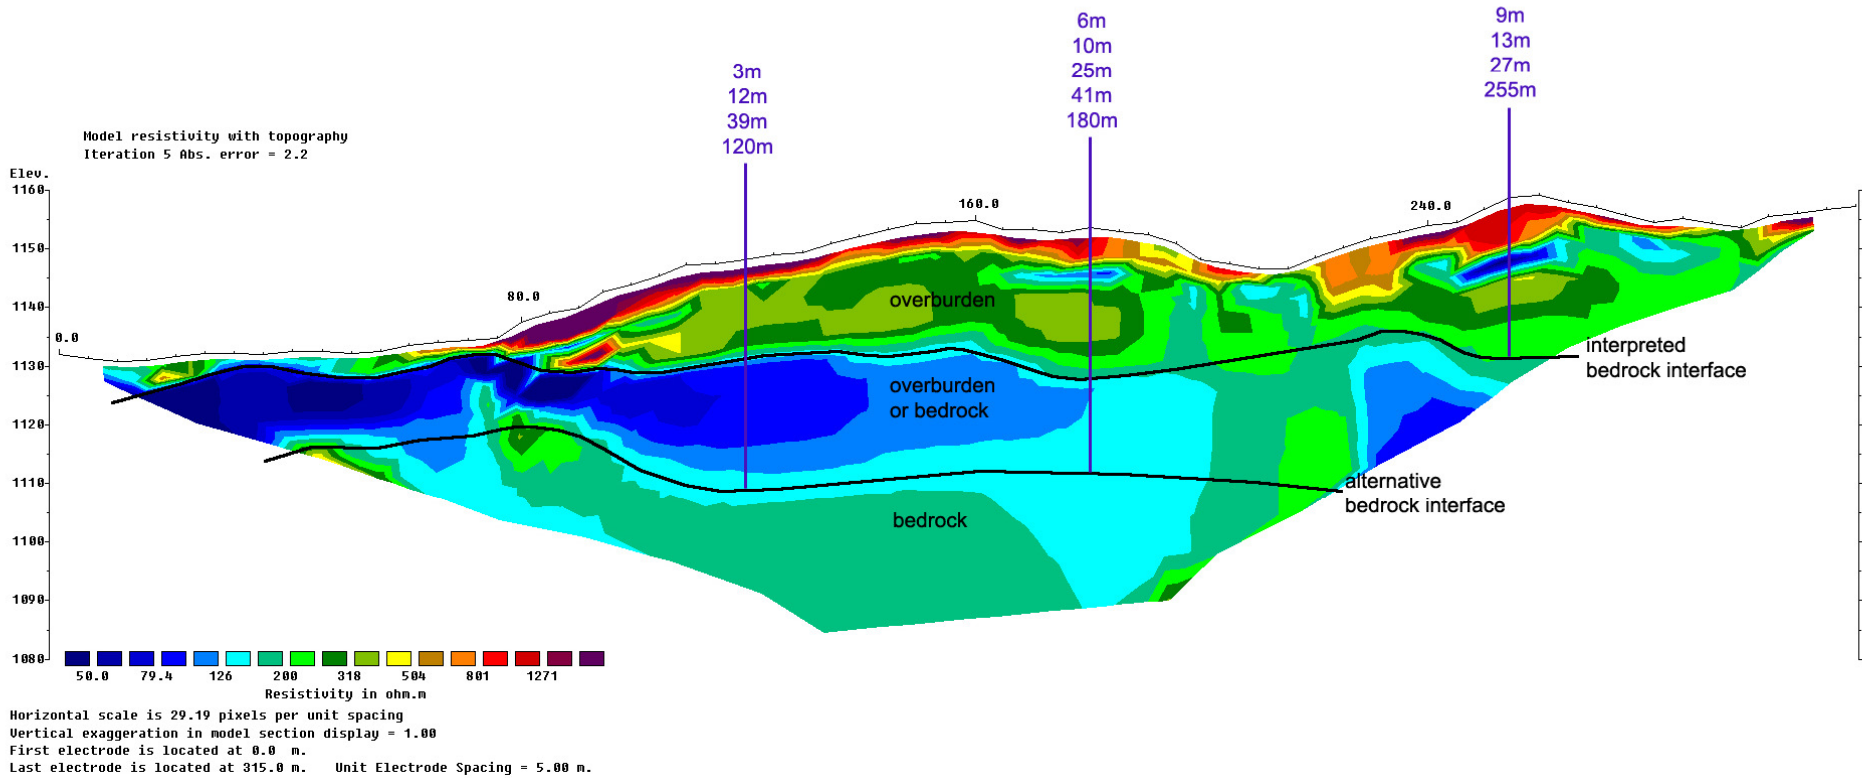 6m
10m
25m
41m
180m
9m
13m
27m
255m
3m
12m
39m
120m
Model resistivity with topography
Iteration 5 Abs. error = 2.2
Elev.
1160
1150
1140
1130
1120
1110
1100
1090
1080
0.0
80.0
160.0
240.0
overburden
interpreted
bedrock interface
overburden
or bedrock
alternative
bedrock interface
bedrock
50.0 79.4 126 200 318 504 801 1271
Resistivity in ohm.m
Horizontal scale is 29.19 pixels per unit spacing
Vertical exaggeration in model section display = 1.00
First electrode is located at 0.0 m.
Last electrode is located at 315.0 m. Unit Electrode Spacing = 5.00 m.